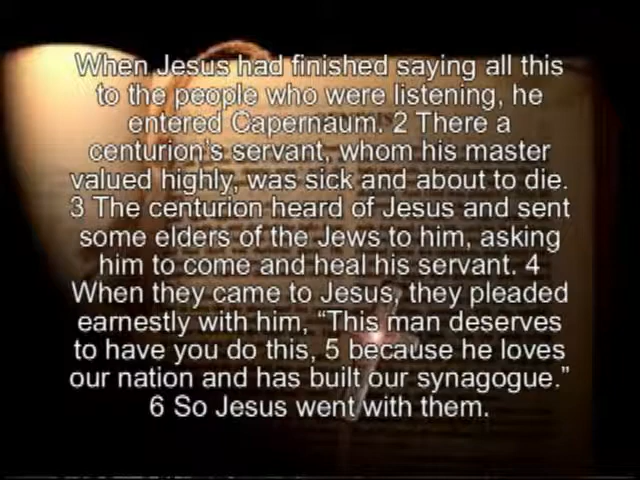 When Jesus had finished saying all this
to the people who were listening, he
entered Capernaum. 2 There a
centurion's servant, whom his master
valued highly, was sick and about to die.
3 The centurion heard of Jesus and sent
some elders of the Jews to him, asking
him to come and heal his servant. 4
When they came to Jesus, they pleaded
earnestly with him, “This man deserves
to have you do this, 5 because he loves
our nation and has built our synagogue.”
6 So Jesus went with them.